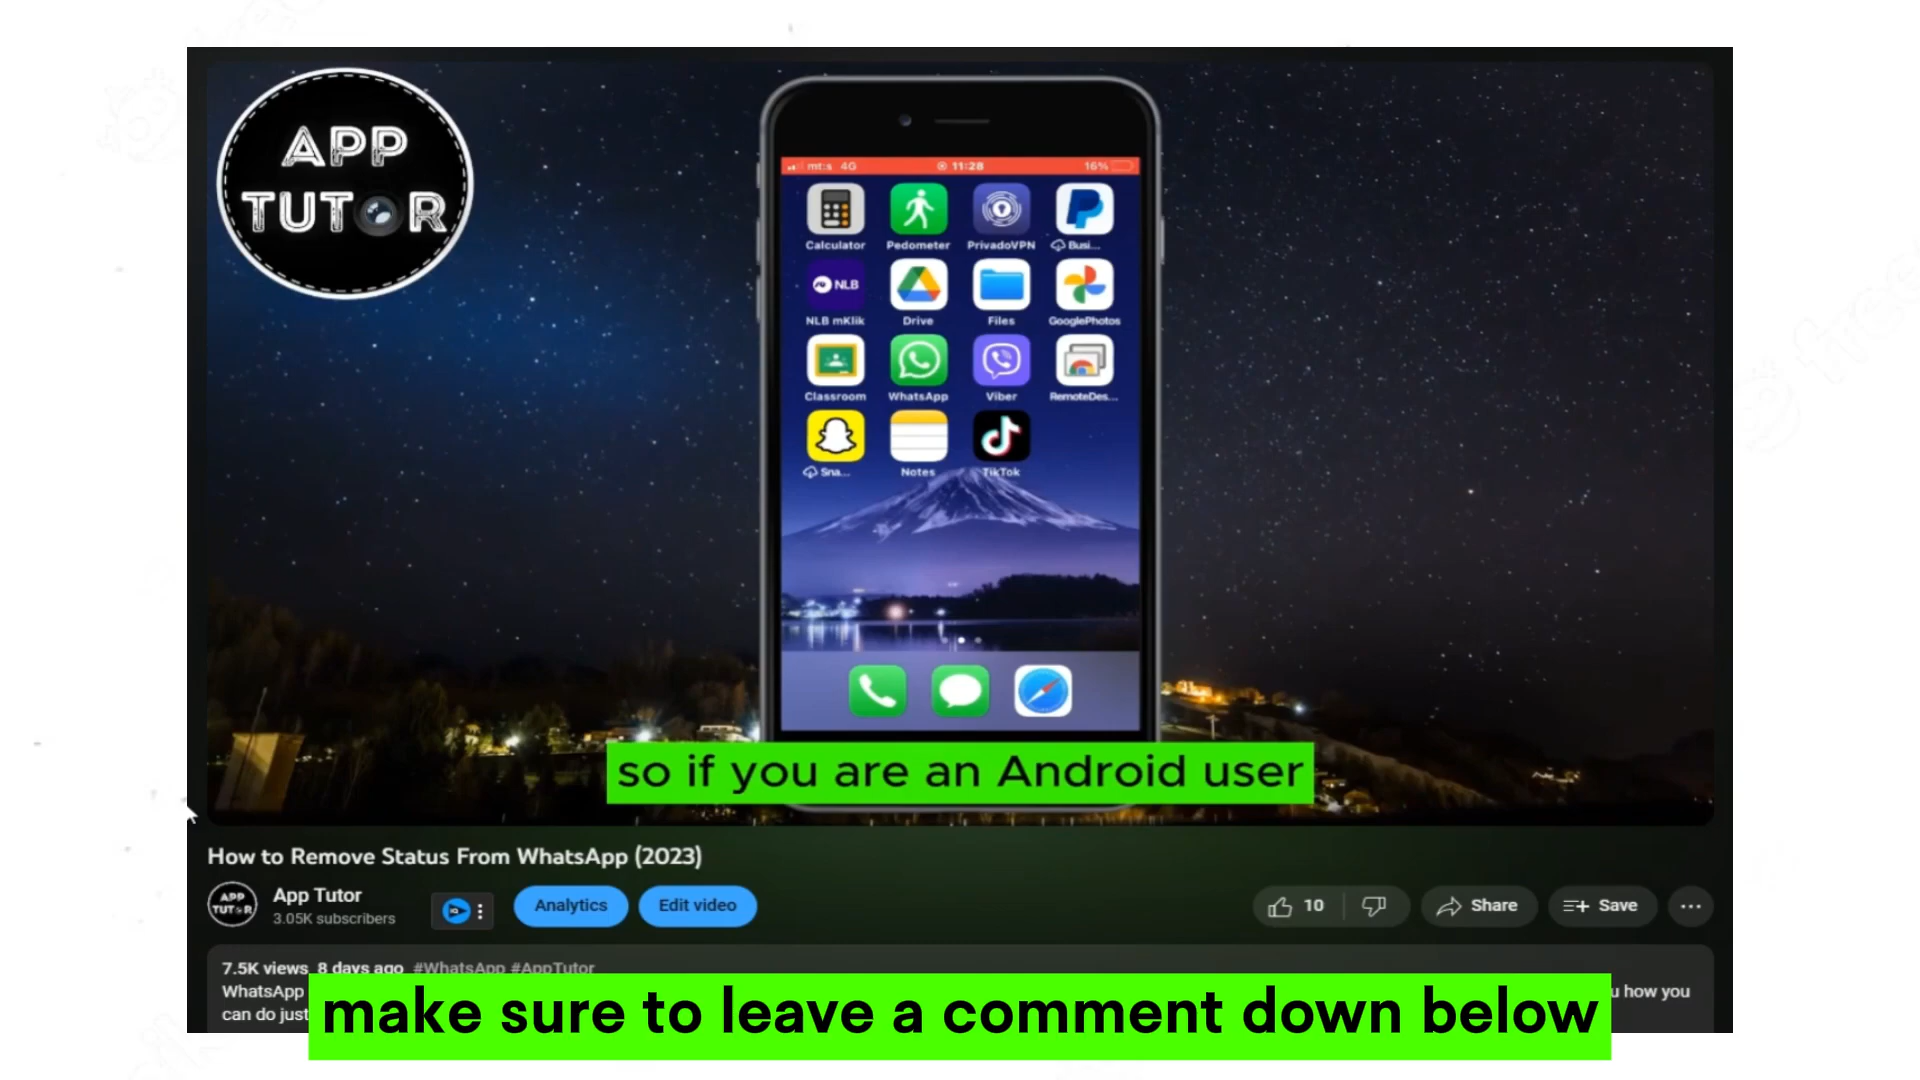 APP
TUTOR
mt:s 4G
11:28
16%
Calculator
Pedometer
PrivadoVPN
Busi...
NLB
NLB mKlik
Drive
Files
GooglePhotos
Classroom
WhatsApp
Viber
RemoteDes...
Sna...
Notes
TikTok
so if you are an Android user
How to Remove Status From WhatsApp (2023)
APP
TUTOR
App Tutor
3.05K subscribers
Analytics
Edit video
10
Share
Save
7.5K views 8 days ago #WhatsApp #AppTutor
WhatsApp
u how you
can do just
make sure to leave a comment down below